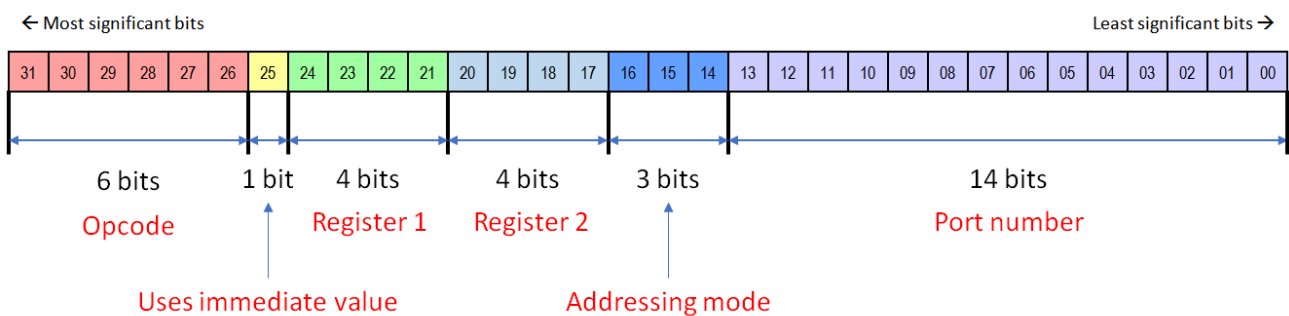 ← Most significant bits Least significant bits →
31 30 29 28 27 26 25 24 23 22 21 20 19 18 17 16 15 14 13 12 11 10 09 08 07 06 05 04 03 02 01 00
6 bits 1 bit 4 bits 4 bits 3 bits 14 bits
Opcode Register 1 Register 2 Port number
Uses immediate value Addressing mode